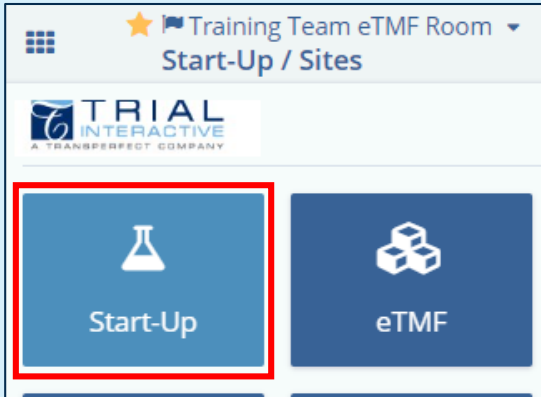 Training Team eTMF Room
Start-Up / Sites
TRIAL
INTERACTIVE
A TRANSPERFECT COMPANY
Start-Up
eTMF